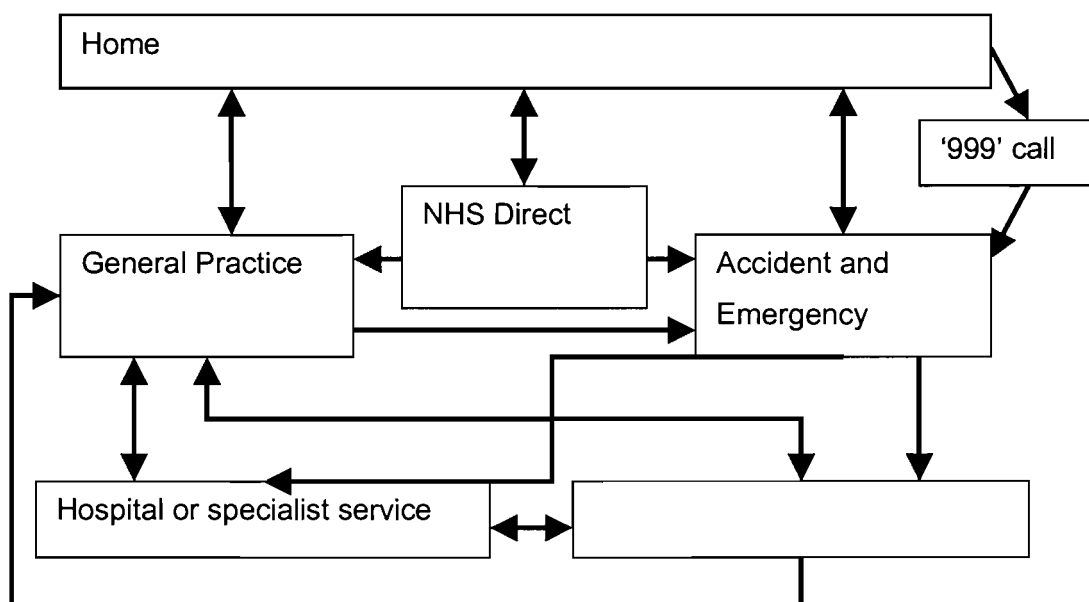 Home
‘999’ call
NHS Direct
General Practice
Accident and
Emergency
Hospital or specialist service